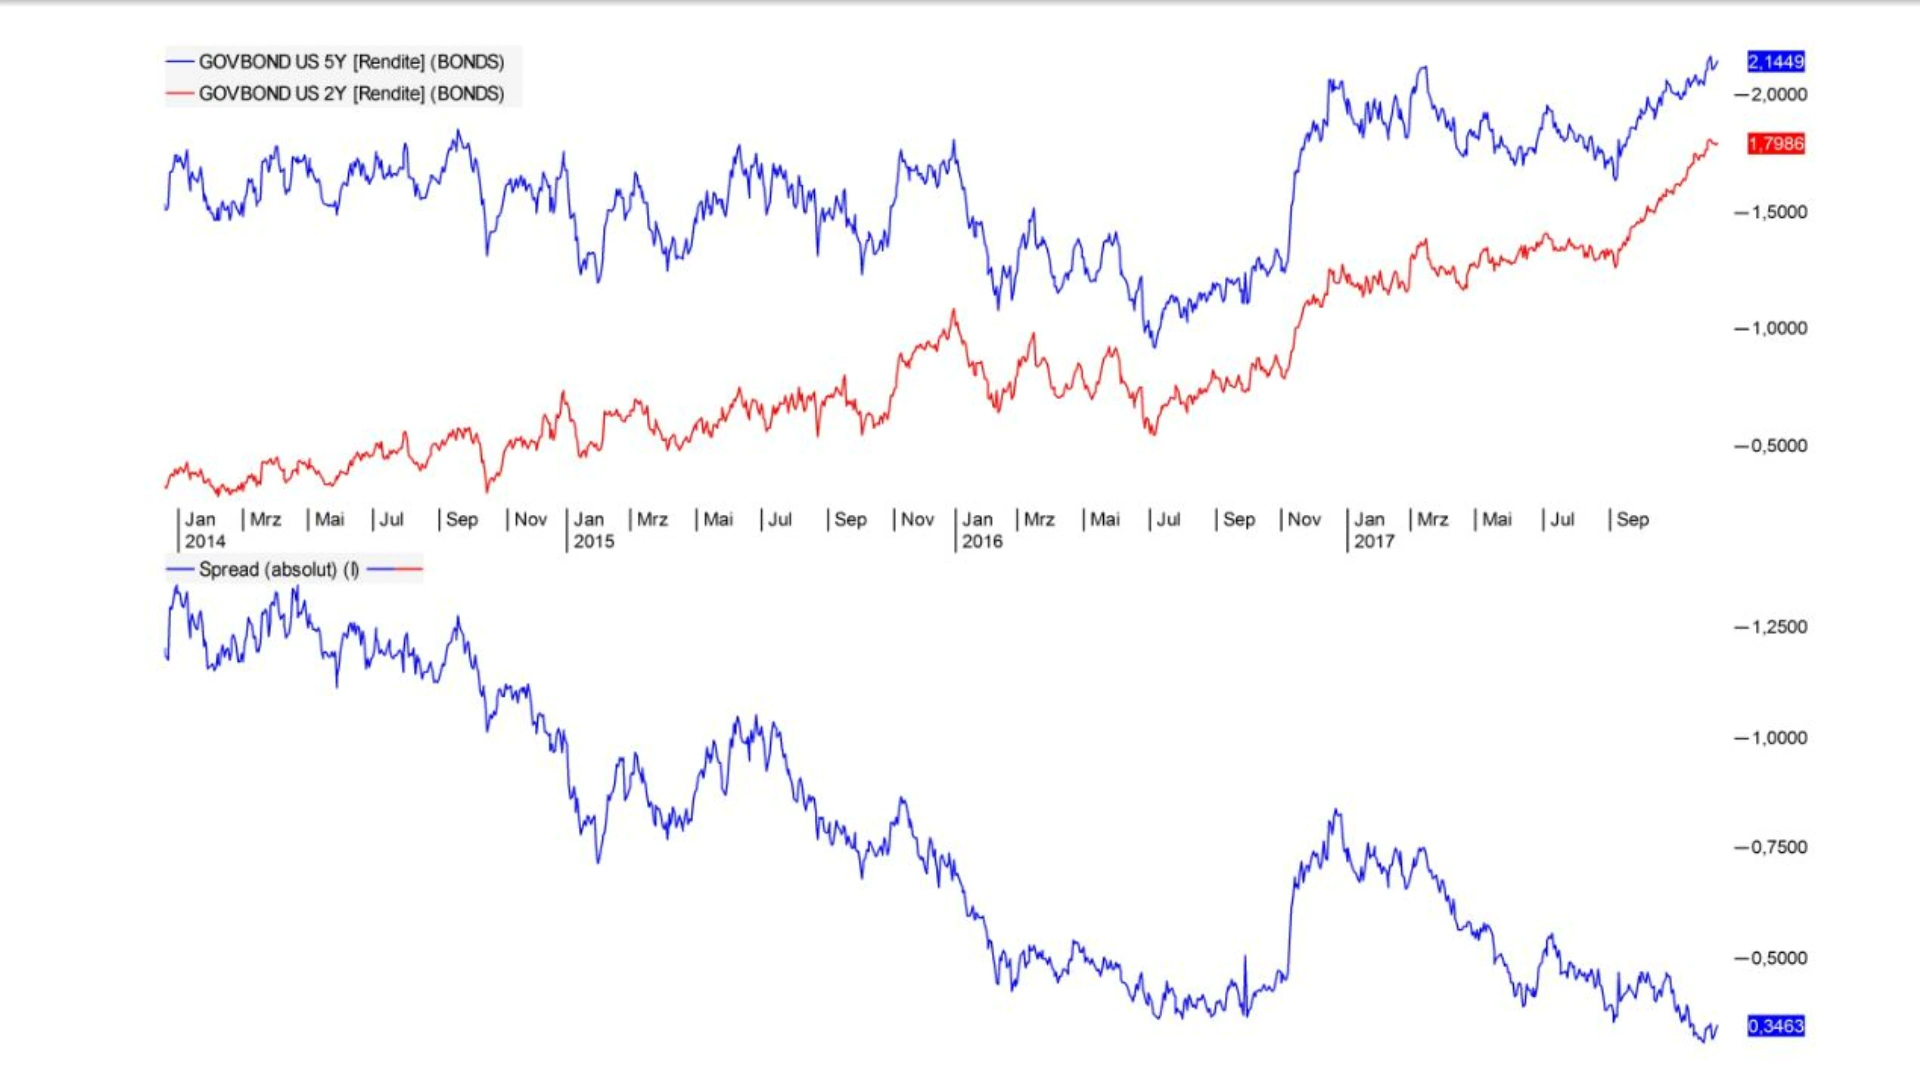 GOVBOND US 5Y [Rendite] (BONDS)
GOVBOND US 2Y [Rendite] (BONDS)
2,1449
2,0000
1,7986
1,5000
1,0000
0,5000
Jan Mrz Mai Jul Sep Nov Jan Mrz Mai Jul Sep Nov Jan Mrz Mai Jul Sep Nov Jan Mrz Mai Jul Sep
2014 2015 2016 2017
Spread (absolut) (I)
1,2500
1,0000
0,7500
0,5000
0,3463